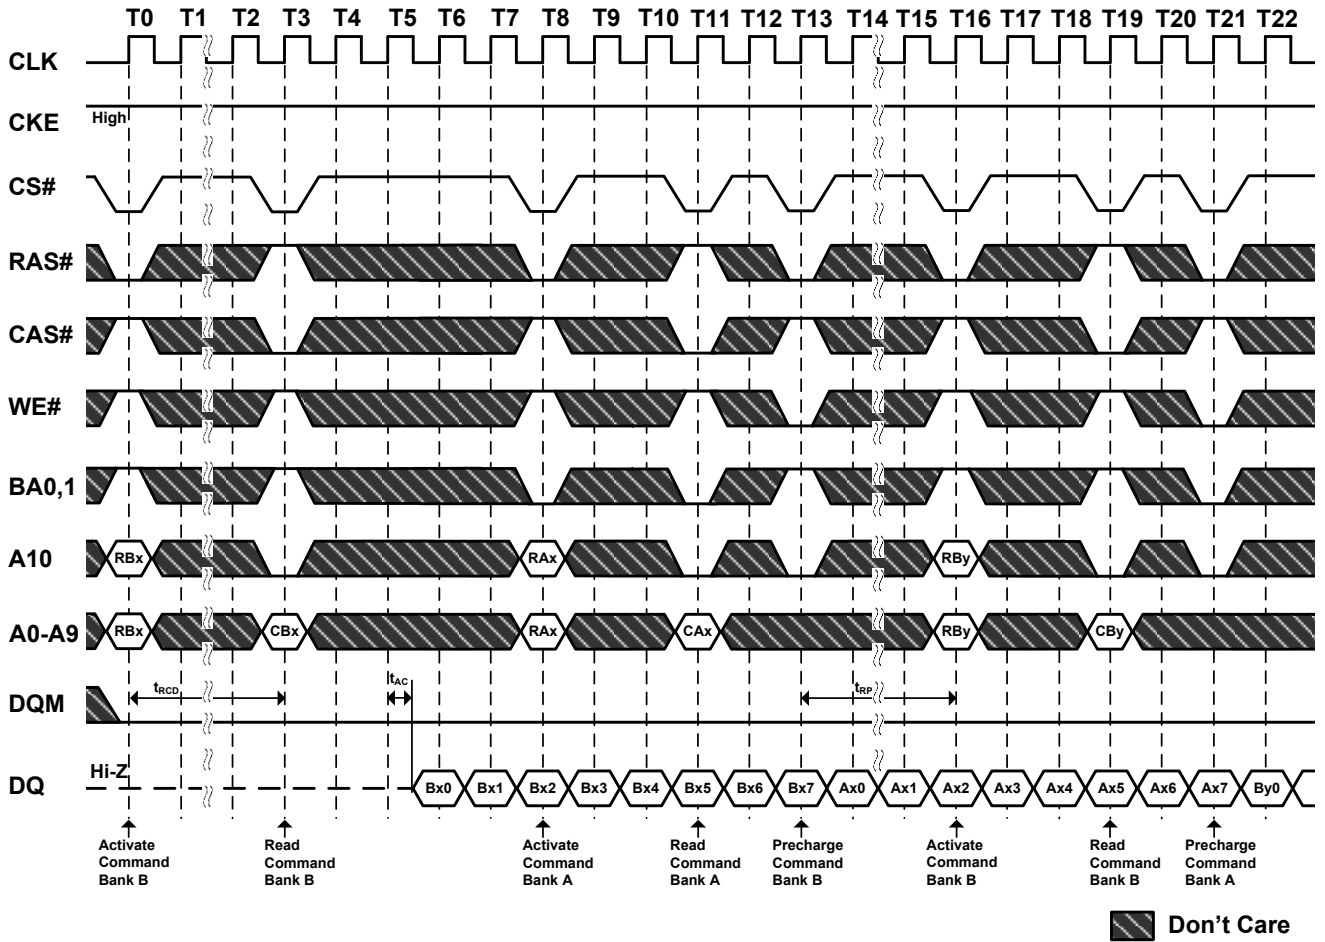 T0 T1 T2 T3 T4 T5 T6 T7 T8 T9 T10 T11 T12 T13 T14 T15 T16 T17 T18 T19 T20 T21 T22
CLK
CKE High
CS#
RAS#
CAS#
WE#
BA0,1
A10 RBx RAx RBy
A0-A9 RBx CBx RAx CAx RBy CBy
DQM tRCD tAC tRP
DQ Hi-Z Bx0 Bx1 Bx2 Bx3 Bx4 Bx5 Bx6 Bx7 Ax0 Ax1 Ax2 Ax3 Ax4 Ax5 Ax6 Ax7 By0
Activate
Command
Bank B
Read
Command
Bank B
Activate
Command
Bank A
Read
Command
Bank A
Precharge
Command
Bank B
Activate
Command
Bank B
Read
Command
Bank B
Precharge
Command
Bank A
Don't Care